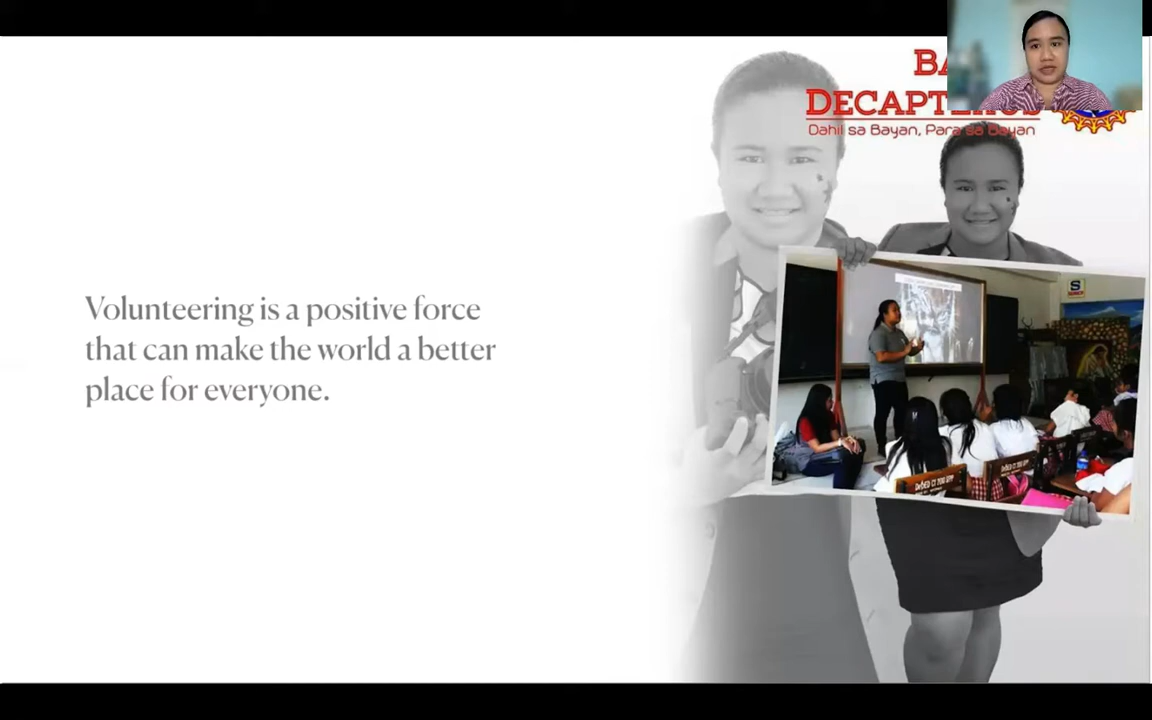 Volunteering is a positive force
that can make the world a better
place for everyone.
Dahil sa Bayan, Para sa Bayan